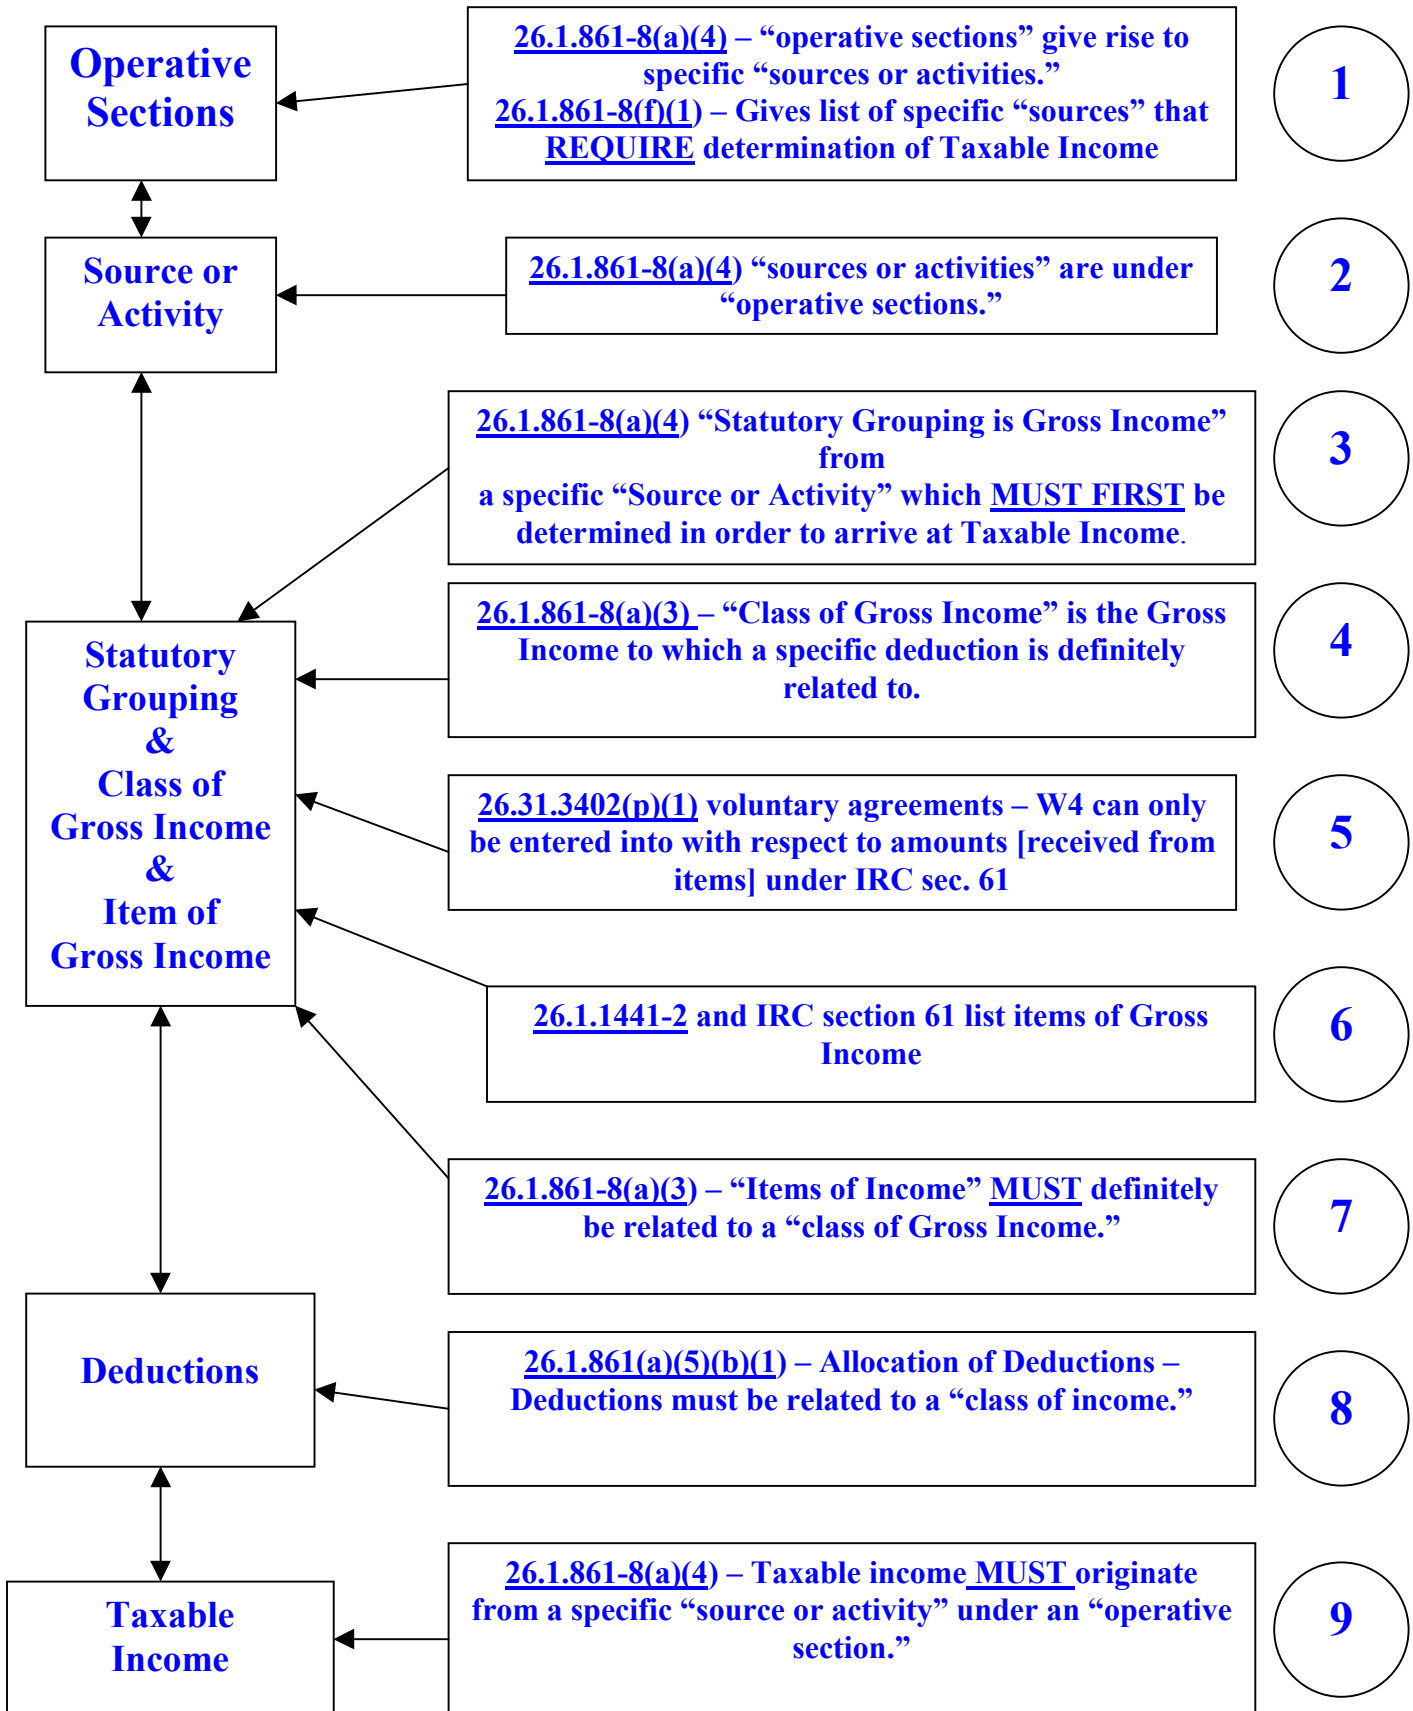 Operative
Sections
26.1.861-8(a)(4) – “operative sections” give rise to
specific “sources or activities.”
26.1.861-8(f)(1) – Gives list of specific “sources” that
REQUIRE determination of Taxable Income
1
Source or
Activity
26.1.861-8(a)(4) “sources or activities” are under
“operative sections.”
2
26.1.861-8(a)(4) “Statutory Grouping is Gross Income”
from
a specific “Source or Activity” which MUST FIRST be
determined in order to arrive at Taxable Income.
3
Statutory
Grouping
&
Class of
Gross Income
&
Item of
Gross Income
26.1.861-8(a)(3) – “Class of Gross Income” is the Gross
Income to which a specific deduction is definitely
related to.
4
26.31.3402(p)(1) voluntary agreements – W4 can only
be entered into with respect to amounts [received from
items] under IRC sec. 61
5
26.1.1441-2 and IRC section 61 list items of Gross
Income
6
26.1.861-8(a)(3) – “Items of Income” MUST definitely
be related to a “class of Gross Income.”
7
Deductions
26.1.861(a)(5)(b)(1) – Allocation of Deductions –
Deductions must be related to a “class of income.”
8
Taxable
Income
26.1.861-8(a)(4) – Taxable income MUST originate
from a specific “source or activity” under an “operative
section.”
9